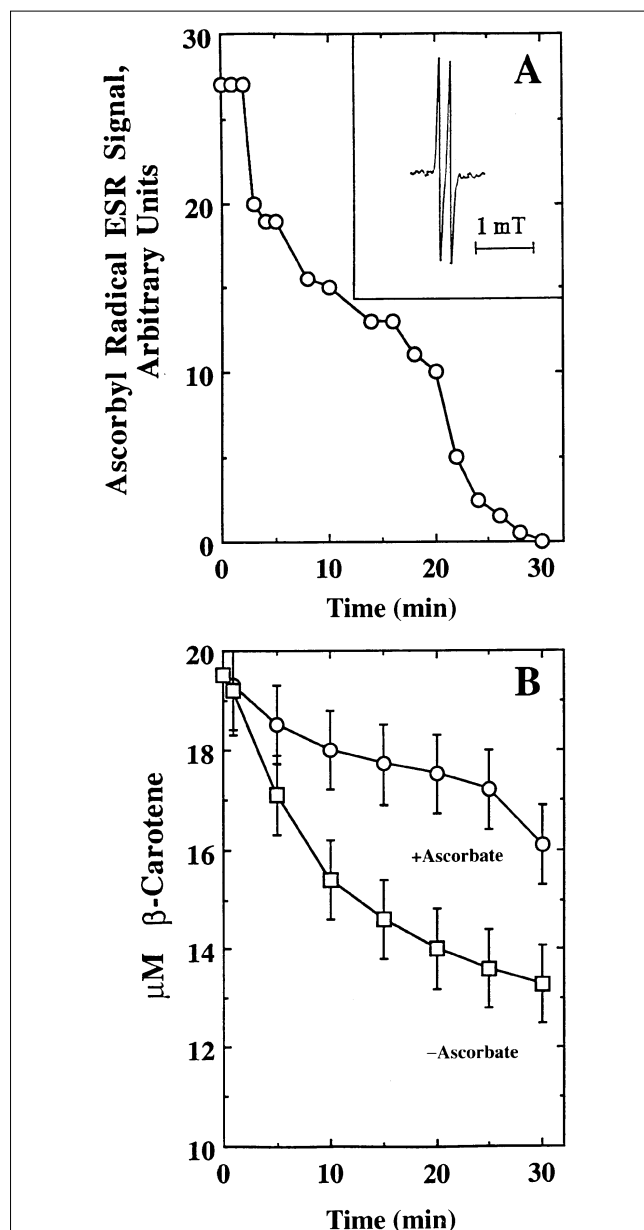 Ascorbyl Radical ESR Signal,
Arbitrary Units
30
20
10
0
A
1 mT
0 10 20 30
Time (min)
μM β-Carotene
20
18
16
14
12
10
B
+Ascorbate
−Ascorbate
0 10 20 30
Time (min)